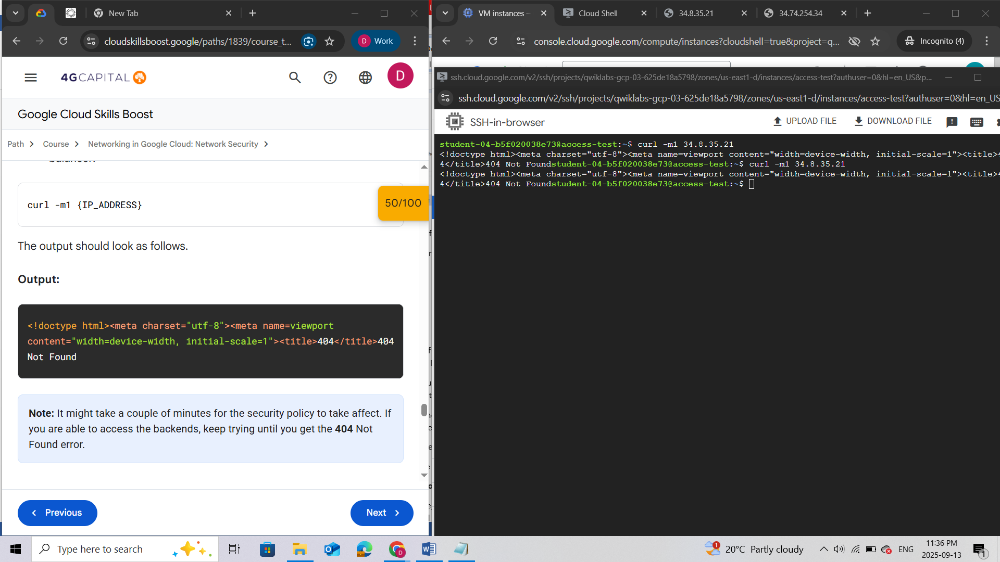 New Tab
cloudskillsboost.google/paths/1839/course_t...
D
Work
4GCAPITAL
D
Google Cloud Skills Boost
Path
Course
Networking in Google Cloud: Network Security
curl -m1 {IP_ADDRESS}
50/100
The output should look as follows.
Output:
<!doctype html><meta charset="utf-8"><meta name=viewport
content="width=device-width, initial-scale=1"><title>404</title>404
Not Found
Note: It might take a couple of minutes for the security policy to take affect. If
you are able to access the backends, keep trying until you get the 404 Not
Found error.
Previous
Next
VM instances –
Cloud Shell
34.8.35.21
34.74.254.34
console.cloud.google.com/compute/instances?cloudshell=true&project=q...
Incognito (4)
ssh.cloud.google.com/v2/ssh/projects/qwiklabs-gcp-03-625de18a5798/zones/us-east1-d/instances/access-test?authuser=0&hl=en_US&p...
ssh.cloud.google.com/v2/ssh/projects/qwiklabs-gcp-03-625de18a5798/zones/us-east1-d/instances/access-test?authuser=0&hl=en_US
SSH-in-browser
UPLOAD FILE
DOWNLOAD FILE
student-04-b5f020038e73@access-test:~$ curl -m1 34.8.35.21
<!doctype html><meta charset="utf-8"><meta name=viewport content="width=device-width, initial-scale=1"><title>4
4</title>404 Not Foundstudent-04-b5f020038e73@access-test:~$ curl -m1 34.8.35.21
<!doctype html><meta charset="utf-8"><meta name=viewport content="width=device-width, initial-scale=1"><title>4
4</title>404 Not Foundstudent-04-b5f020038e73@access-test:~$
Type here to search
1
20°C Partly cloudy
ENG
11:36 PM
2025-09-13
1